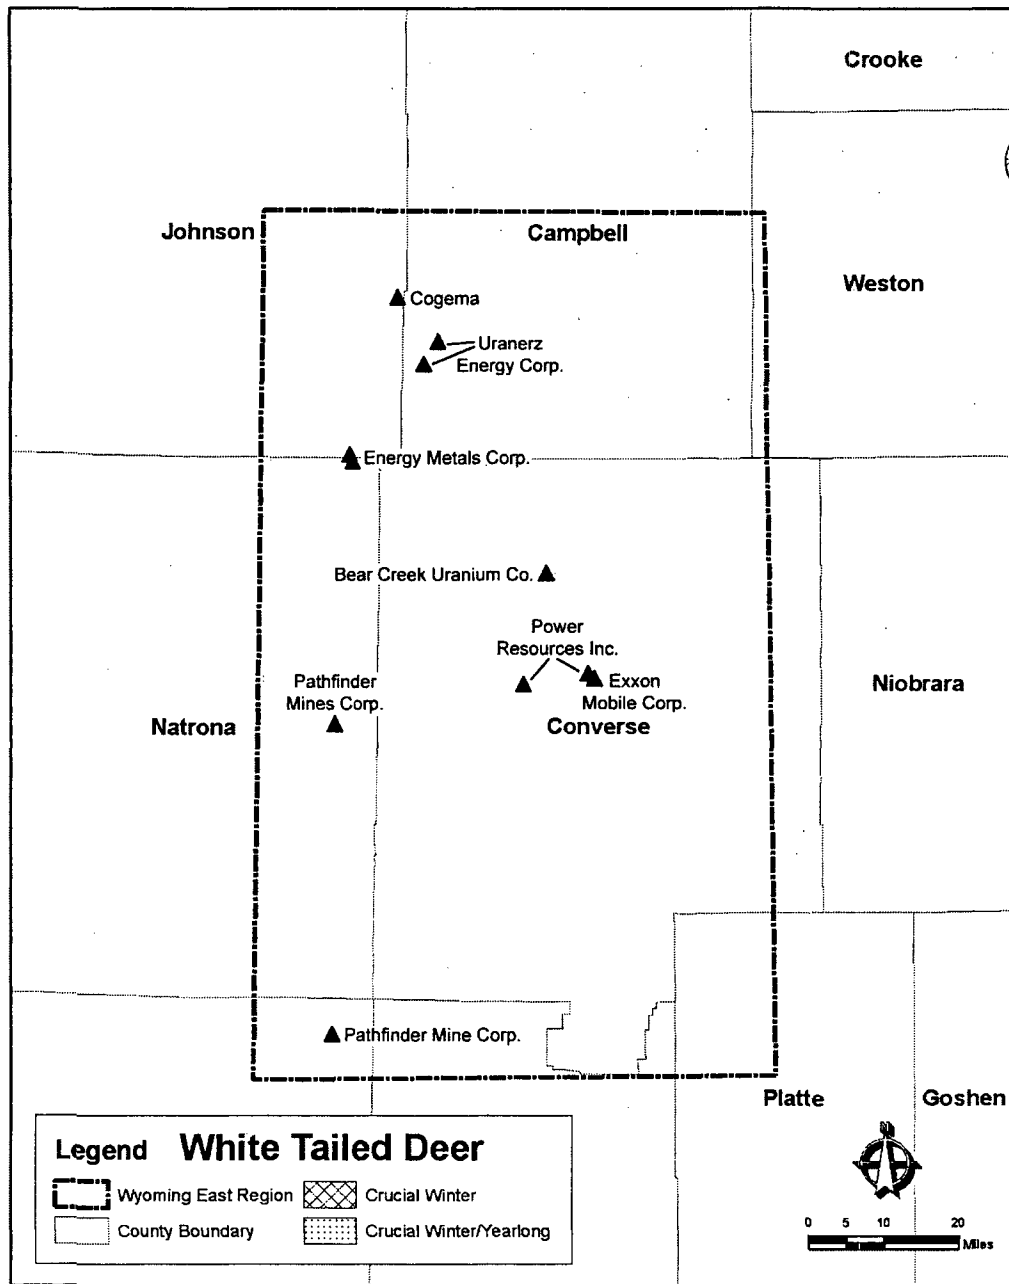 Crooke
Johnson
Campbell
Weston
Cogema
Uranerz
Energy Corp.
Energy Metals Corp.
Bear Creek Uranium Co.
Power
Resources Inc.
Pathfinder
Mines Corp.
Exxon
Mobile Corp.
Niobrara
Natrona
Converse
Pathfinder Mine Corp.
Platte
Goshen
Legend White Tailed Deer
Wyoming East Region
Crucial Winter
County Boundary
Crucial Winter/Yearlong
N
0 5 10 20
Miles